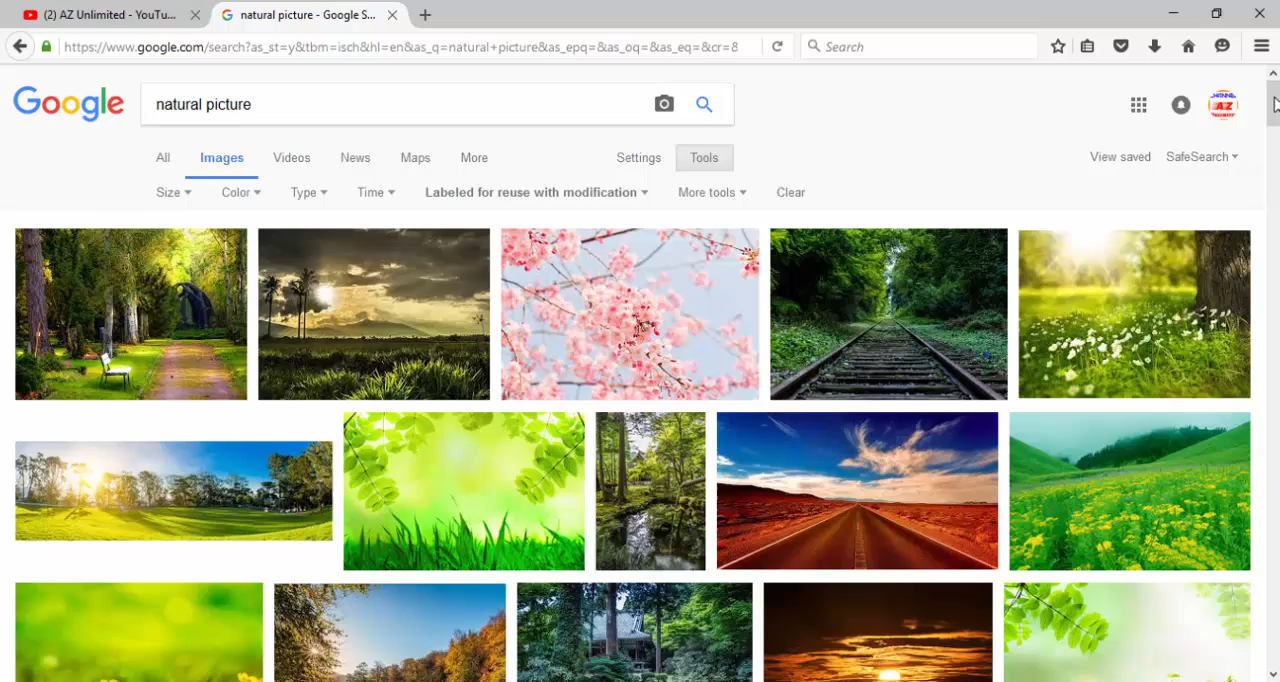 (2) AZ Unlimited - YouTu...
natural picture - Google S...
https://www.google.com/search?as_st=y&tbm=isch&hl=en&as_q=natural+picture&as_epq=&as_oq=&as_eq=&cr=&
Search
Google
natural picture
CHANNEL
AZ
All Images Videos News Maps More Settings Tools
View saved SafeSearch
Size Color Type Time Labeled for reuse with modification More tools Clear